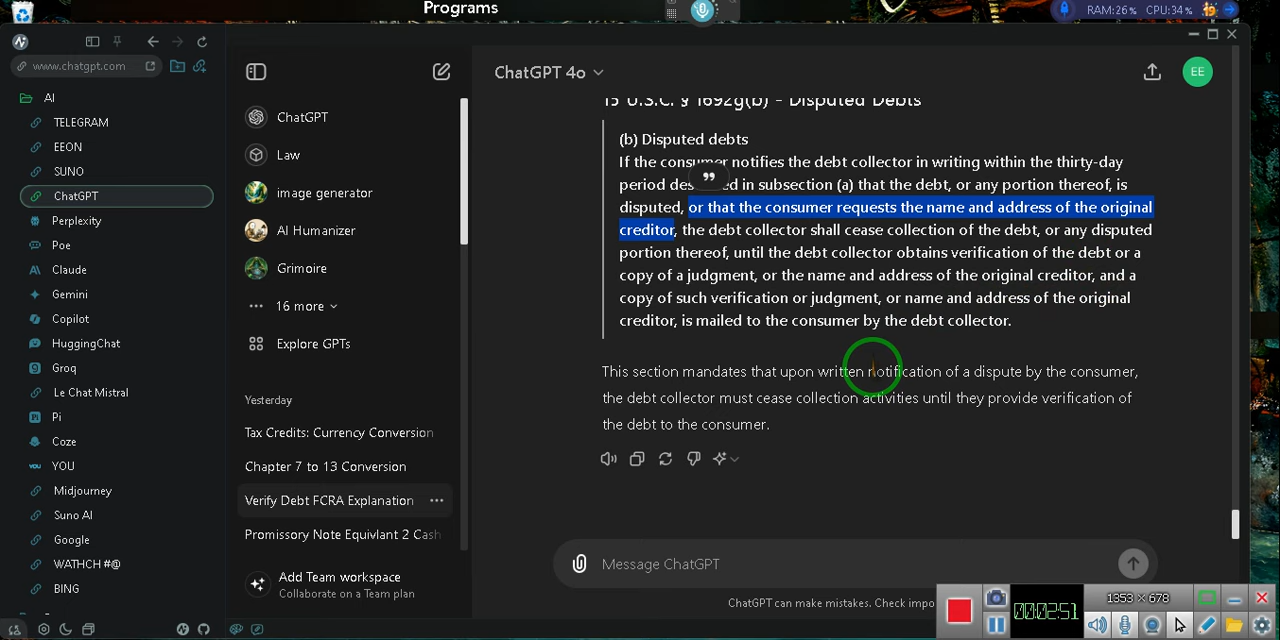 Programs
RAM:26% CPU:34%
www.chatgpt.com
AI
TELEGRAM
EEON
SUNO
ChatGPT
Perplexity
Poe
Claude
Gemini
Copilot
HuggingChat
Groq
Le Chat Mistral
Pi
Coze
YOU
Midjourney
Suno AI
Google
WATHCH #@
BING
ChatGPT
Law
image generator
AI Humanizer
Grimoire
16 more
Explore GPTs
Yesterday
Tax Credits: Currency Conversion
Chapter 7 to 13 Conversion
Verify Debt FCRA Explanation
Promissory Note Equivlant 2 Cash
Add Team workspace
Collaborate on a Team plan
ChatGPT 4o
EE
15 U.S.C. § 1692g(b) - Disputed Debts
(b) Disputed debts
If the consumer notifies the debt collector in writing within the thirty-day
period des ed in subsection (a) that the debt, or any portion thereof, is
disputed, or that the consumer requests the name and address of the original
creditor, the debt collector shall cease collection of the debt, or any disputed
portion thereof, until the debt collector obtains verification of the debt or a
copy of a judgment, or the name and address of the original creditor, and a
copy of such verification or judgment, or name and address of the original
creditor, is mailed to the consumer by the debt collector.
This section mandates that upon written notification of a dispute by the consumer,
the debt collector must cease collection activities until they provide verification of
the debt to the consumer.
Message ChatGPT
ChatGPT can make mistakes. Check impo
1353 × 678
00:02:51